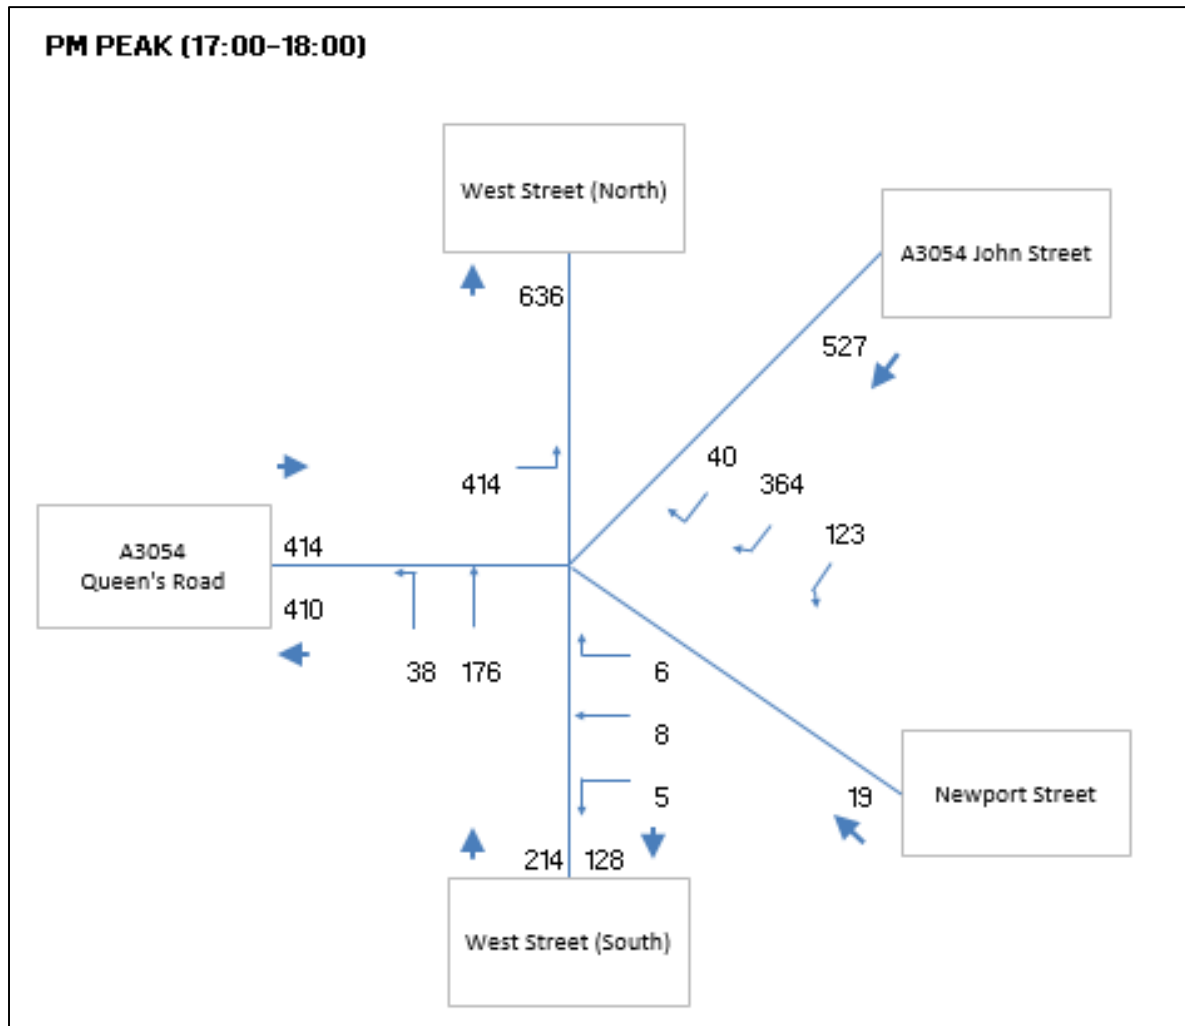 PM PEAK (17:00-18:00)
West Street (North)
A3054 John Street
636
527
40
414
364
123
A3054
Queen's Road
414
410
38
176
6
8
5
19
Newport Street
214
128
West Street (South)